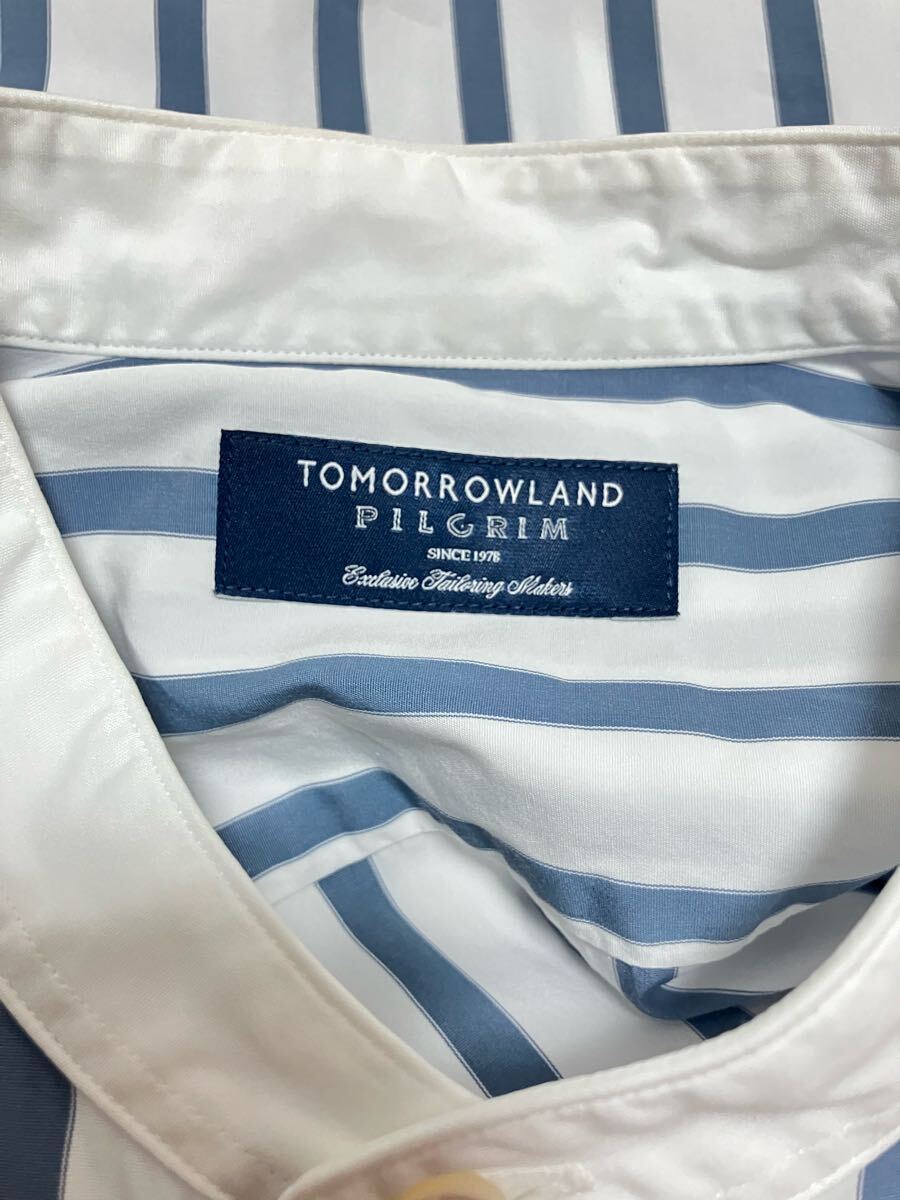 TOMORROWLAND
PILGRIM
SINCE 1978
Exclusive Tailoring Makers